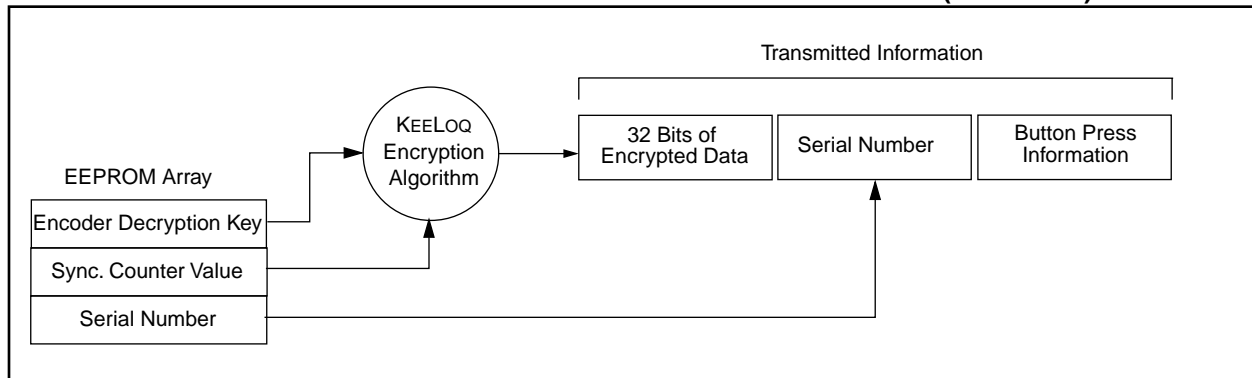 Transmitted Information
KEELOQ
Encryption
Algorithm
32 Bits of
Encrypted Data
Serial Number
Button Press
Information
EEPROM Array
Encoder Decryption Key
Sync. Counter Value
Serial Number